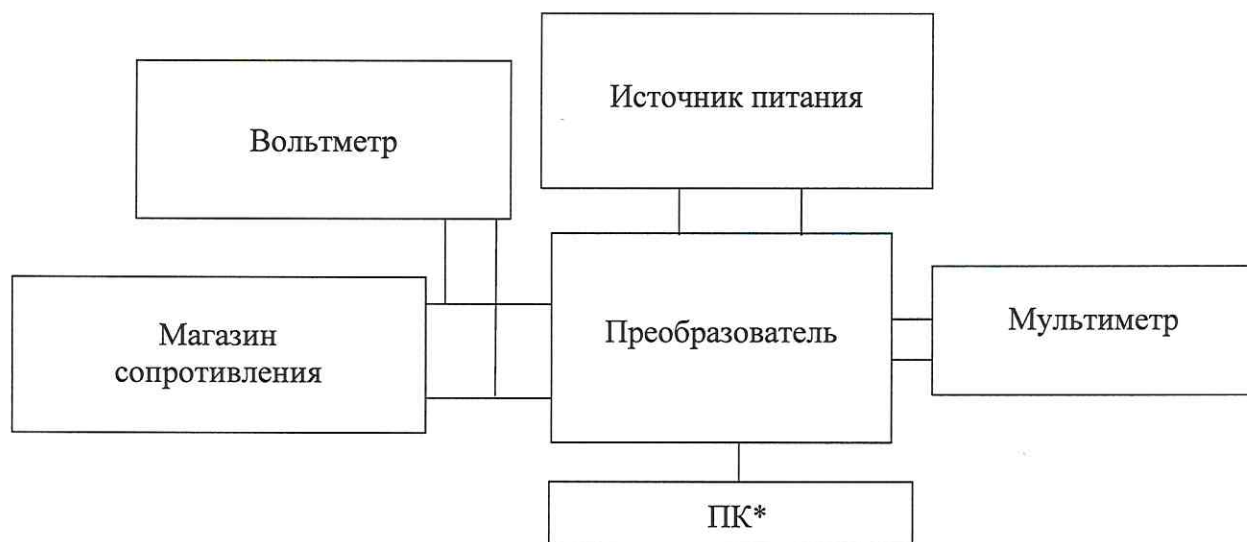 Источник питания
Вольтметр
Магазин
сопротивления
Преобразователь
Мультиметр
ПК*